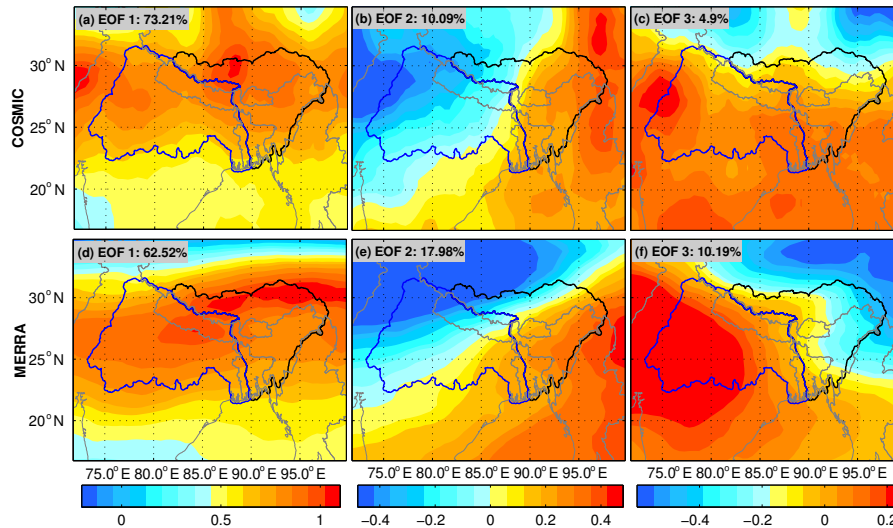 (a) EOF 1: 73.21%
(b) EOF 2: 10.09%
(c) EOF 3: 4.9%
30° N
25° N
20° N
COSMIC
(d) EOF 1: 62.52%
(e) EOF 2: 17.98%
(f) EOF 3: 10.19%
30° N
25° N
20° N
MERRA
75.0° E 80.0° E 85.0° E 90.0° E 95.0° E
75.0° E 80.0° E 85.0° E 90.0° E 95.0° E
75.0° E 80.0° E 85.0° E 90.0° E 95.0° E
0 0.5 1
−0.4 −0.2 0 0.2 0.4
−0.4 −0.2 0 0.2